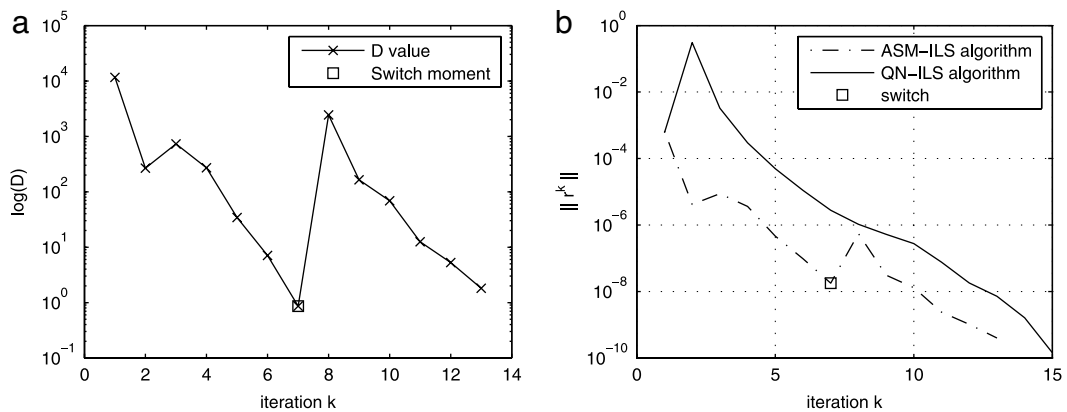 a
10^5
10^4
10^3
10^2
10^1
10^0
10^-1
log(D)
0 2 4 6 8 10 12 14
iteration k
D value
Switch moment
b
10^0
10^-2
10^-4
10^-6
10^-8
10^-10
|| r^k ||
0 5 10 15
iteration k
ASM-ILS algorithm
QN-ILS algorithm
switch